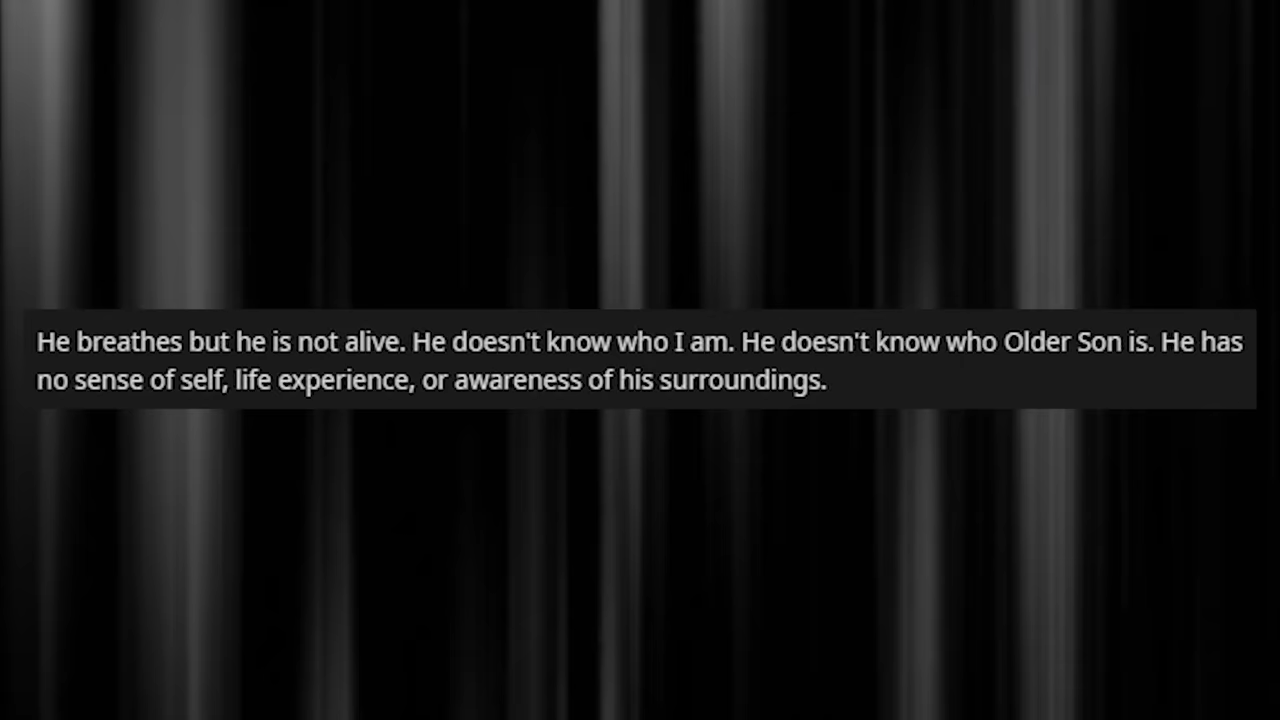 He breathes but he is not alive. He doesn't know who I am. He doesn't know who Older Son is. He has
no sense of self, life experience, or awareness of his surroundings.